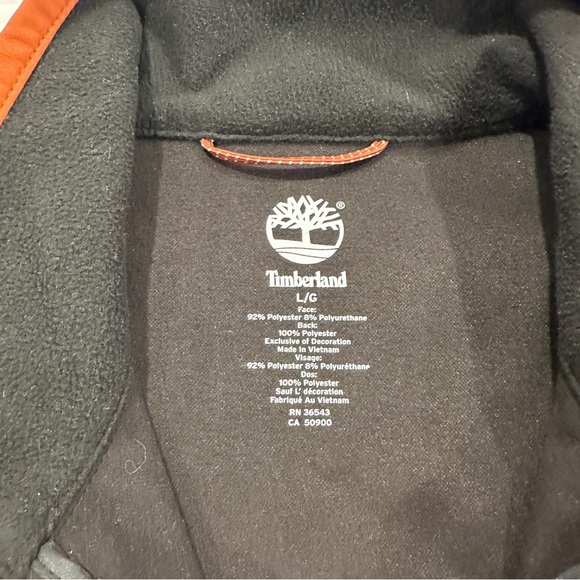 ®
Timberland
L/G
Face:
92% Polyester 8% Polyurethane
Back:
100% Polyester
Exclusive of Decoration
Made in Vietnam
Visage:
92% Polyester 8% Polyuréthane
Dos:
100% Polyester
Sauf L' décoration
Fabriqué Au Vietnam
RN 36543
CA 50900